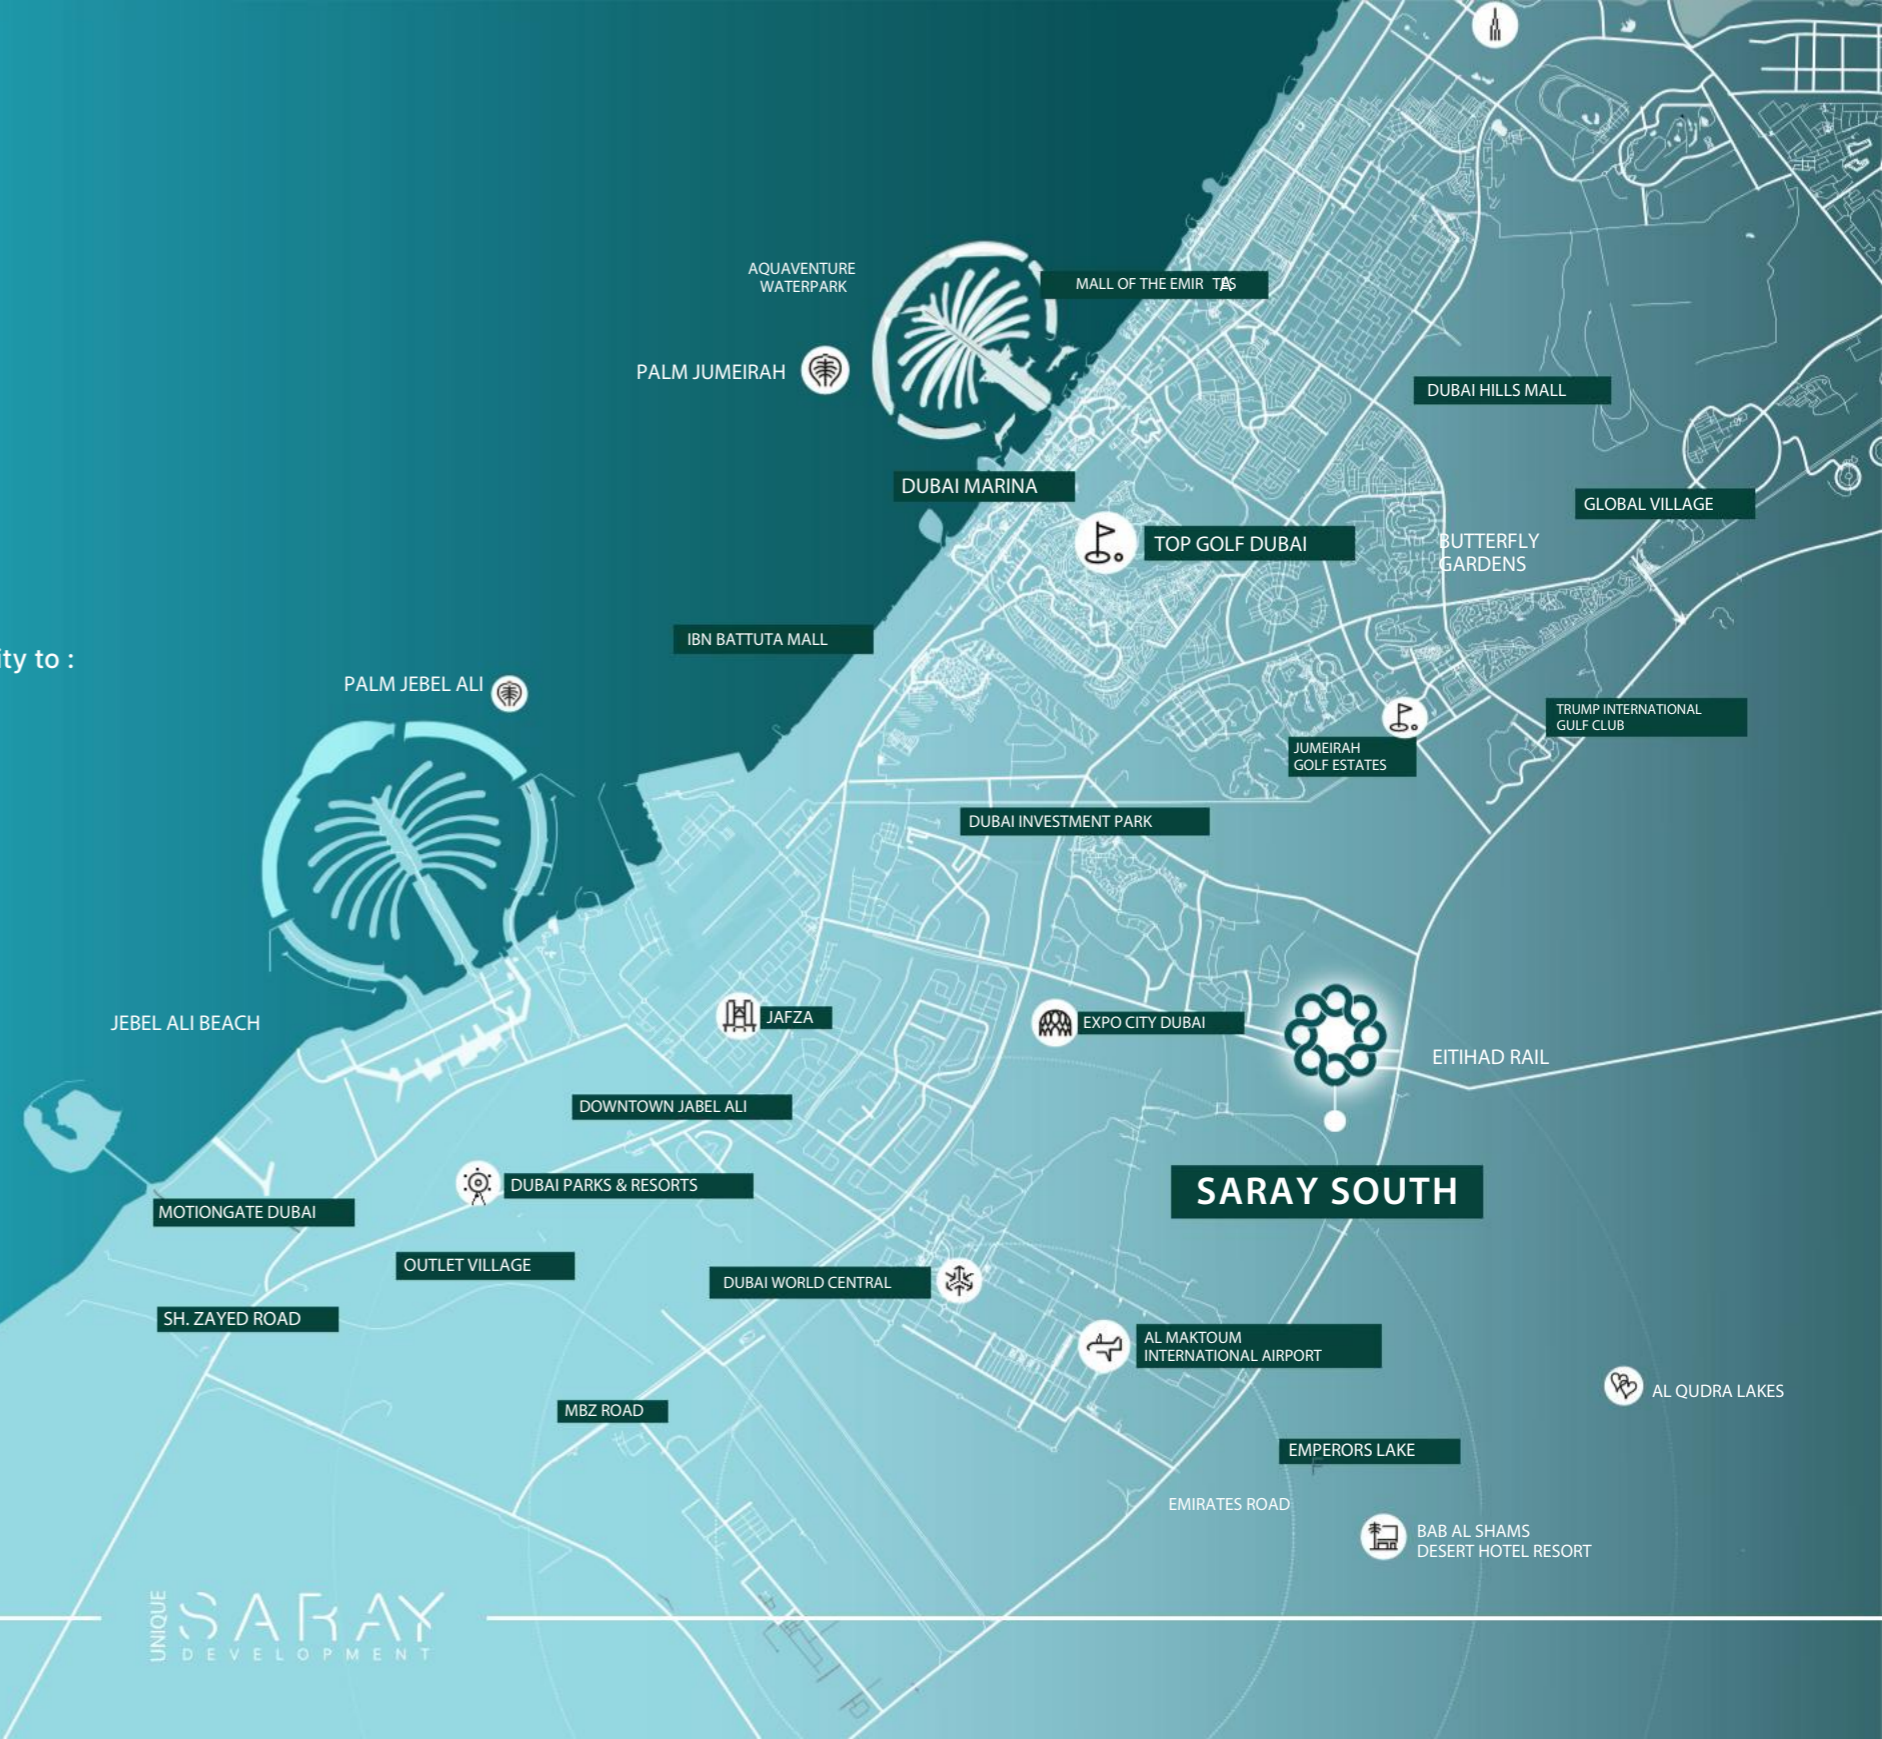 AQUAVENTURE
WATERPARK
MALL OF THE EMIRATES
PALM JUMEIRAH
DUBAI HILLS MALL
DUBAI MARINA
GLOBAL VILLAGE
TOP GOLF DUBAI
BUTTERFLY
GARDENS
IBN BATTUTA MALL
ity to :
PALM JEBEL ALI
TRUMP INTERNATIONAL
GULF CLUB
JUMEIRAH
GOLF ESTATES
DUBAI INVESTMENT PARK
JEBEL ALI BEACH
JAFZA
EXPO CITY DUBAI
EITIHAD RAIL
DOWNTOWN JABEL ALI
DUBAI PARKS & RESORTS
SARAY SOUTH
MOTIONGATE DUBAI
OUTLET VILLAGE
DUBAI WORLD CENTRAL
SH. ZAYED ROAD
AL MAKTOUM
INTERNATIONAL AIRPORT
AL QUDRA LAKES
MBZ ROAD
EMPERORS LAKE
F
EMIRATES ROAD
BAB AL SHAMS
DESERT HOTEL RESORT
UNIQUE
SARAY
DEVELOPMENT